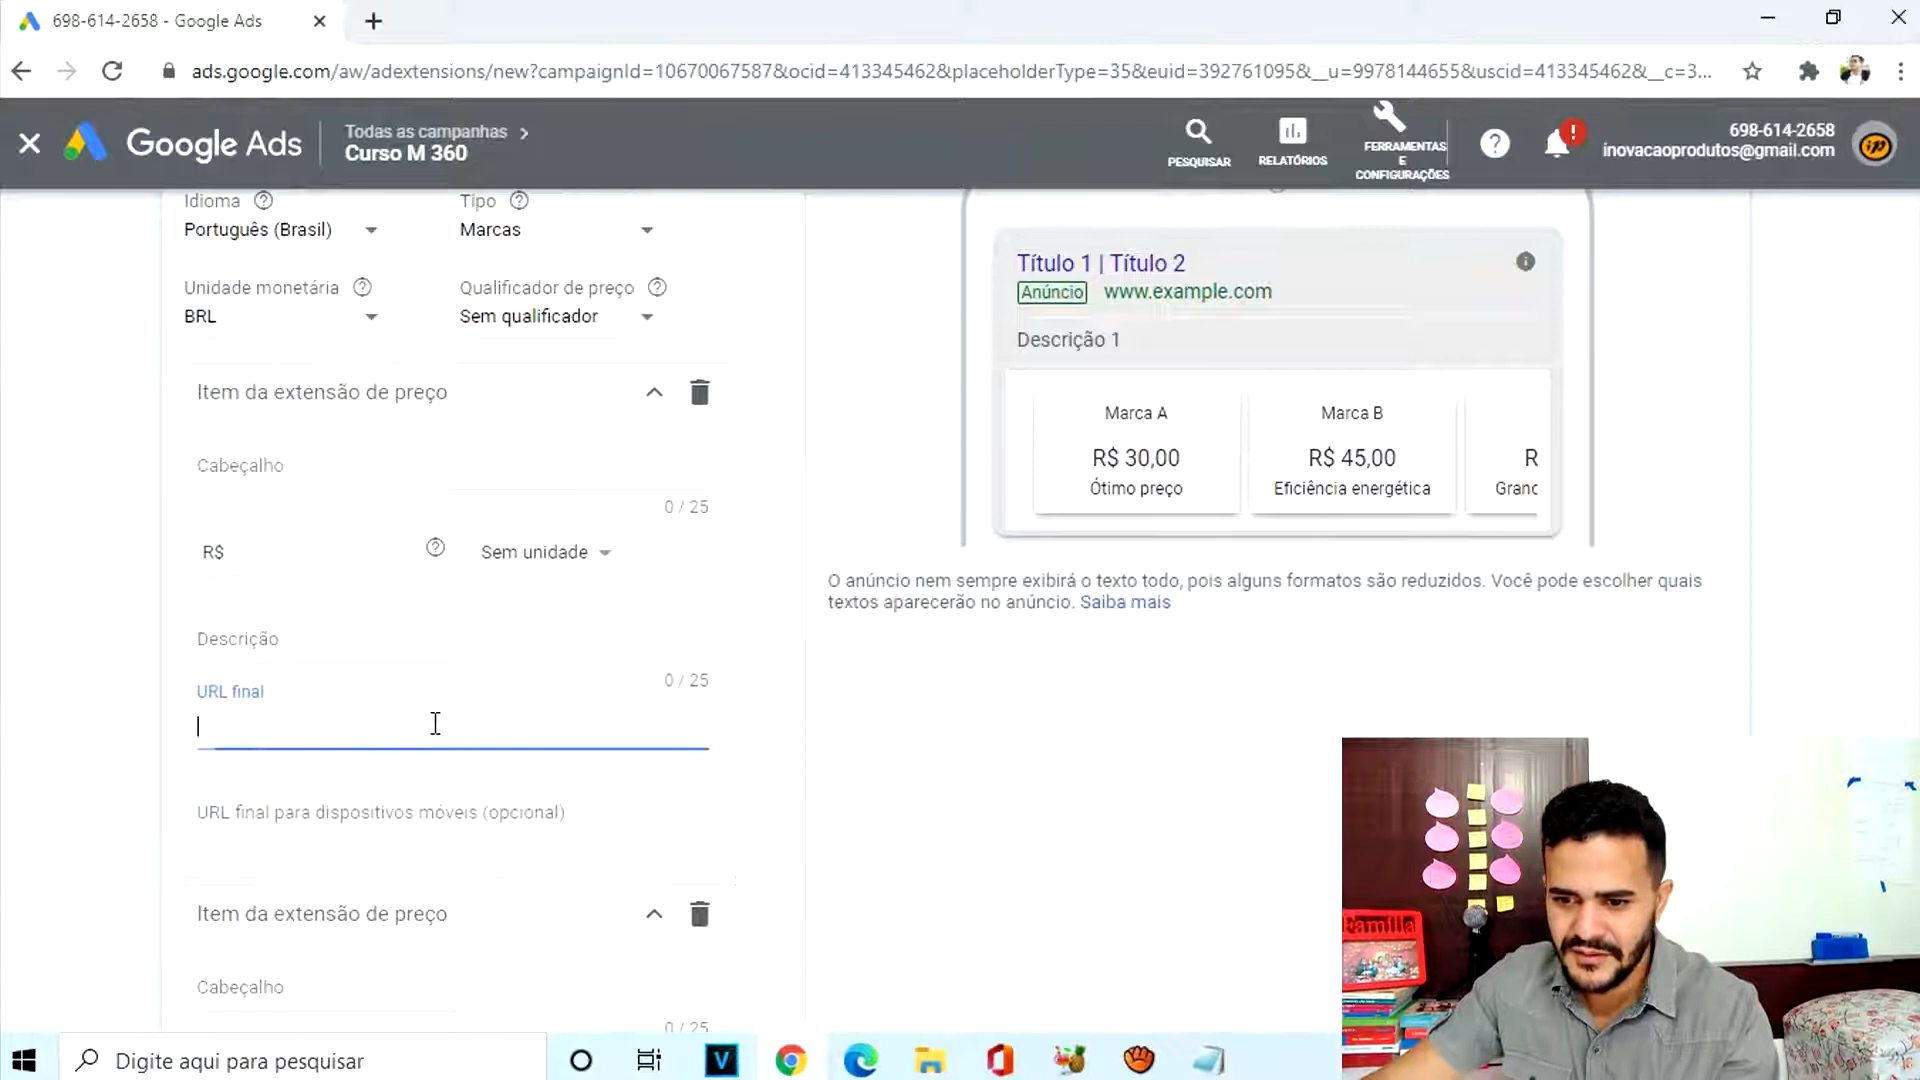 698-614-2658 - Google Ads
ads.google.com/aw/adextensions/new?campaignId=10670067587&ocid=413345462&placeholderType=35&euid=392761095&__u=9978144655&uscid=413345462&__c=3...
Google Ads
Todas as campanhas
Curso M 360
PESQUISAR
RELATÓRIOS
FERRAMENTAS
E
CONFIGURAÇÕES
698-614-2658
inovacaoprodutos@gmail.com
Idioma
Tipo
Português (Brasil)
Marcas
Unidade monetária
Qualificador de preço
BRL
Sem qualificador
Item da extensão de preço
Cabeçalho
0 / 25
R$
Sem unidade
Descrição
0 / 25
URL final
URL final para dispositivos móveis (opcional)
Item da extensão de preço
Cabeçalho
0 / 25
Título 1 | Título 2
Anúncio www.example.com
Descrição 1
Marca A
R$ 30,00
Ótimo preço
Marca B
R$ 45,00
Eficiência energética
R
Granc
O anúncio nem sempre exibirá o texto todo, pois alguns formatos são reduzidos. Você pode escolher quais
textos aparecerão no anúncio. Saiba mais
Família
Digite aqui para pesquisar